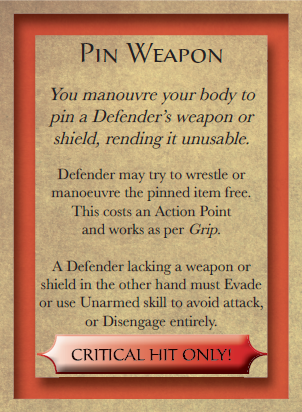 Pin Weapon
You manouvre your body to
pin a Defender's weapon or
shield, rending it unusable.
Defender may try to wrestle or
manoeuvre the pinned item free.
This costs an Action Point
and works as per Grip.
A Defender lacking a weapon or
shield in the other hand must Evade
or use Unarmed skill to avoid attack,
or Disengage entirely.
CRITICAL HIT ONLY!